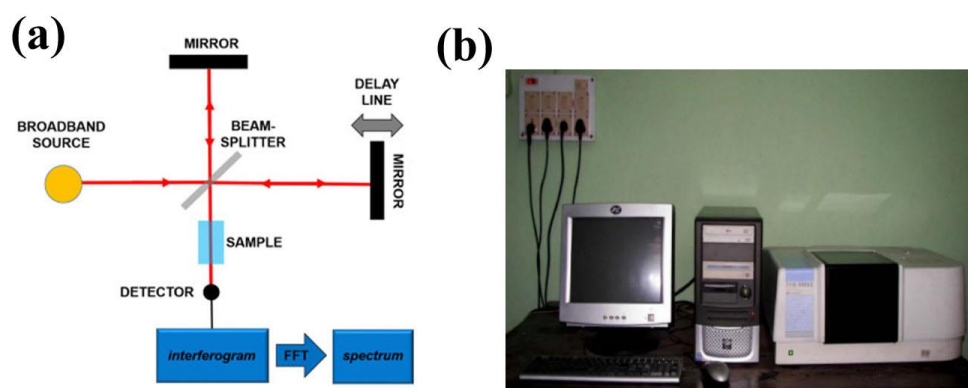 (a)
MIRROR
DELAY
LINE
BROADBAND
SOURCE
BEAM-
SPLITTER
MIRROR
SAMPLE
DETECTOR
interferogram
FFT
spectrum
(b)